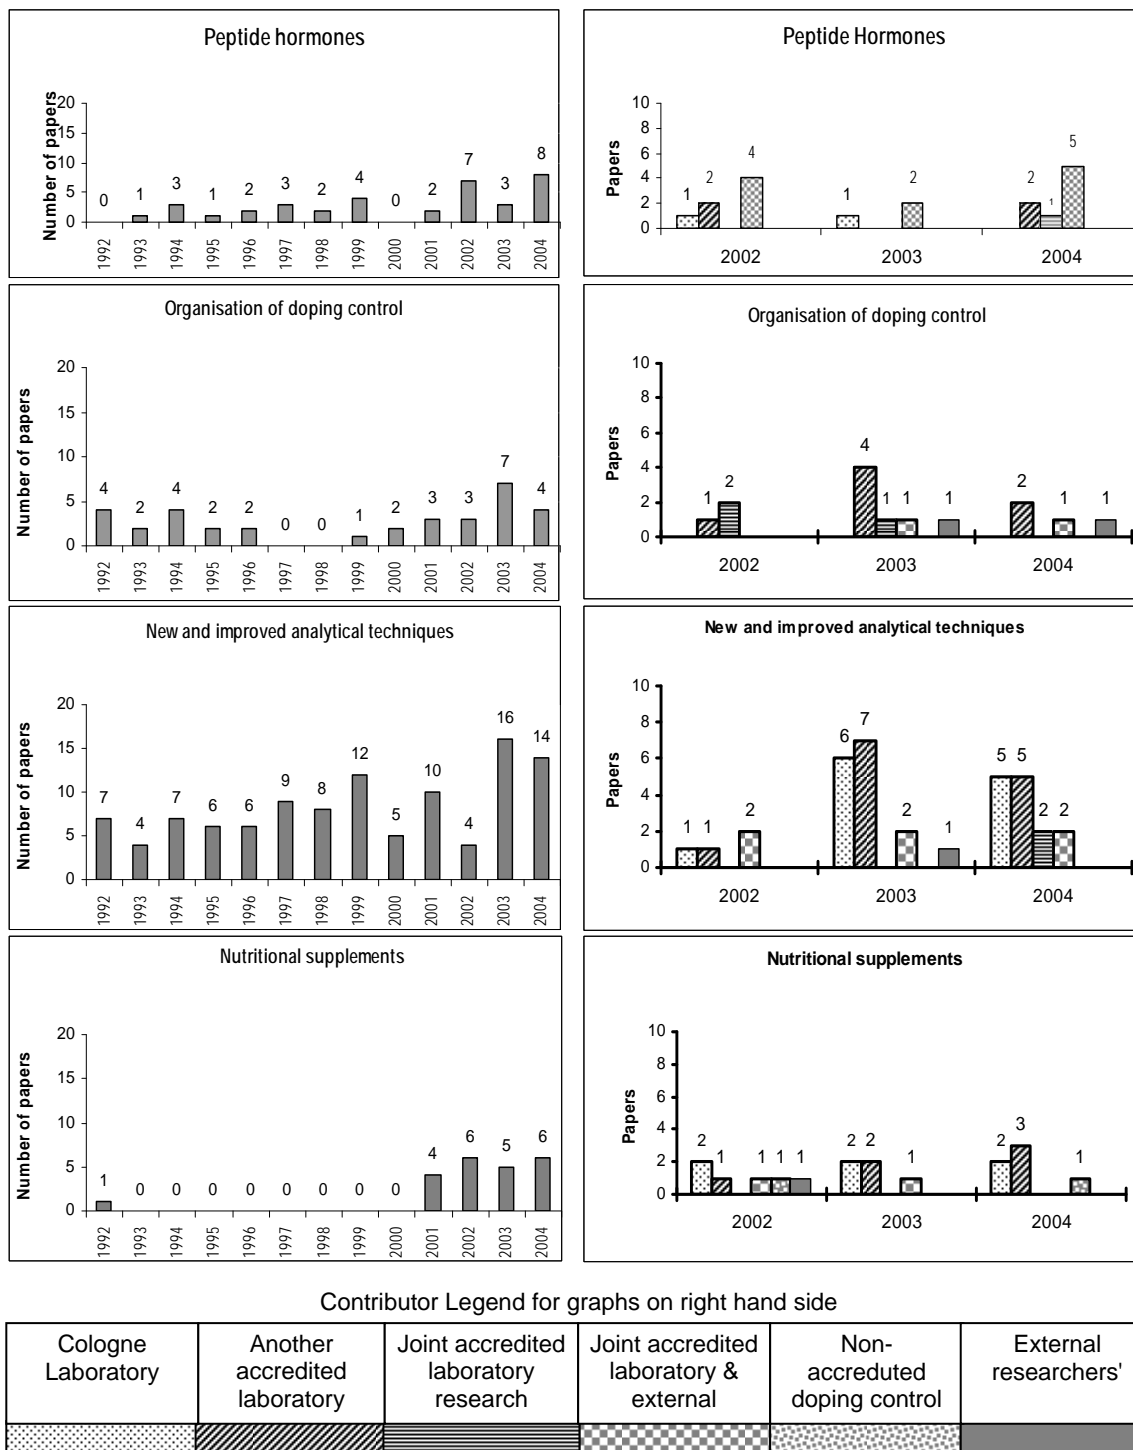 Peptide hormones
Number of papers
20
15
10
5
0
0 1 3 1 2 3 2 4 0 2 7 3 8
1992 1993 1994 1995 1996 1997 1998 1999 2000 2001 2002 2003 2004
Peptide Hormones
Papers
10
8
6
4
2
0
1 2 4 1 2 2 1 5
2002 2003 2004
Organisation of doping control
Number of papers
20
15
10
5
0
4 2 4 2 2 0 0 1 2 3 3 7 4
1992 1993 1994 1995 1996 1997 1998 1999 2000 2001 2002 2003 2004
Organisation of doping control
Papers
10
8
6
4
2
0
1 2 4 1 1 1 2 1 1
2002 2003 2004
New and improved analytical techniques
Number of papers
20
15
10
5
0
7 4 7 6 6 9 8 12 5 10 4 16 14
1992 1993 1994 1995 1996 1997 1998 1999 2000 2001 2002 2003 2004
New and improved analytical techniques
Papers
10
8
6
4
2
0
1 1 2 6 7 2 1 5 5 2 2
2002 2003 2004
Nutritional supplements
Number of papers
20
15
10
5
0
1 0 0 0 0 0 0 0 0 4 6 5 6
1992 1993 1994 1995 1996 1997 1998 1999 2000 2001 2002 2003 2004
Nutritional supplements
Papers
10
8
6
4
2
0
2 1 1 1 1 2 2 1 2 3 1
2002 2003 2004
Contributor Legend for graphs on right hand side
Cologne
Laboratory
Another
accredited
laboratory
Joint accredited
laboratory
research
Joint accredited
laboratory &
external
Non-
accreduted
doping control
External
researchers'